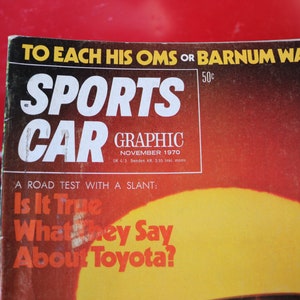 TO EACH HIS OMS OR BARNUM WA
50¢
SPORTS
CAR GRAPHIC
NOVEMBER 1970
A ROAD TEST WITH A SLANT:
Is It True
What They Say
About Toyota?